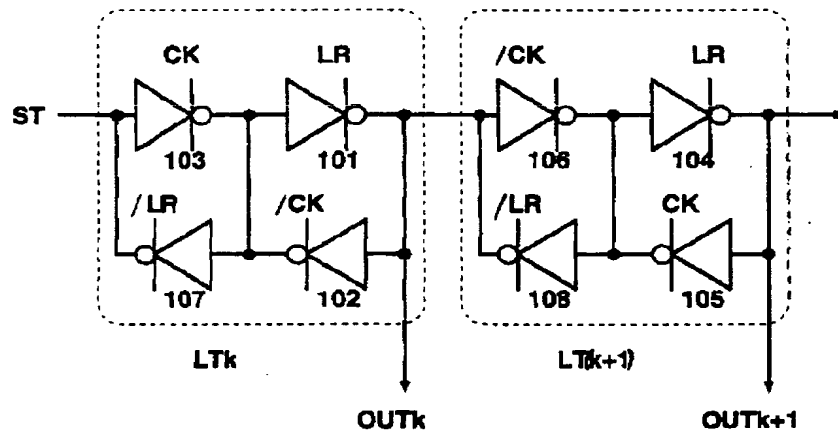 CK LR /CK LR
ST
103 101 106 104
/LR /CK /LR CK
107 102 108 105
LTk LT(k+1)
OUTk OUTk+1